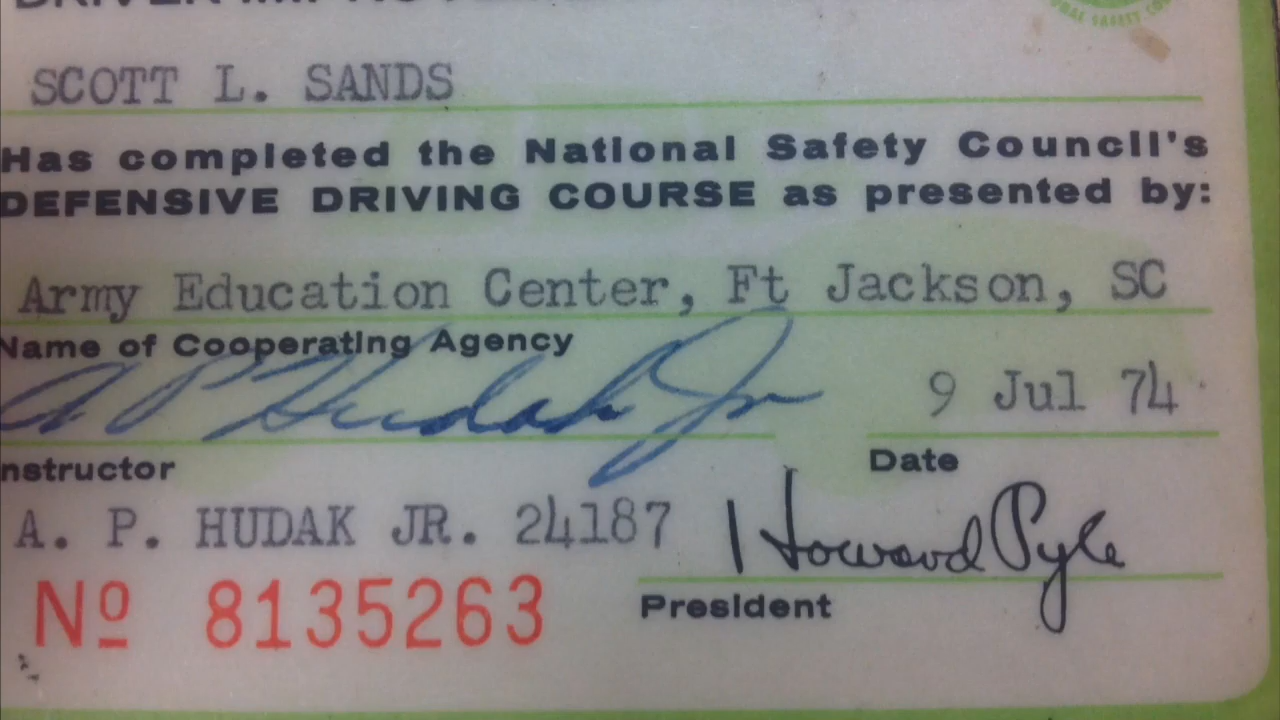 DRIVER
SCOTT L. SANDS
Has completed the National Safety Council's
DEFENSIVE DRIVING COURSE as presented by:
Army Education Center, Ft Jackson, SC
Name of Cooperating Agency
A P Hudak Jr
9 Jul 74
nstructor
Date
A. P. HUDAK JR. 24187
Howard Pyle
Nº 8135263
President